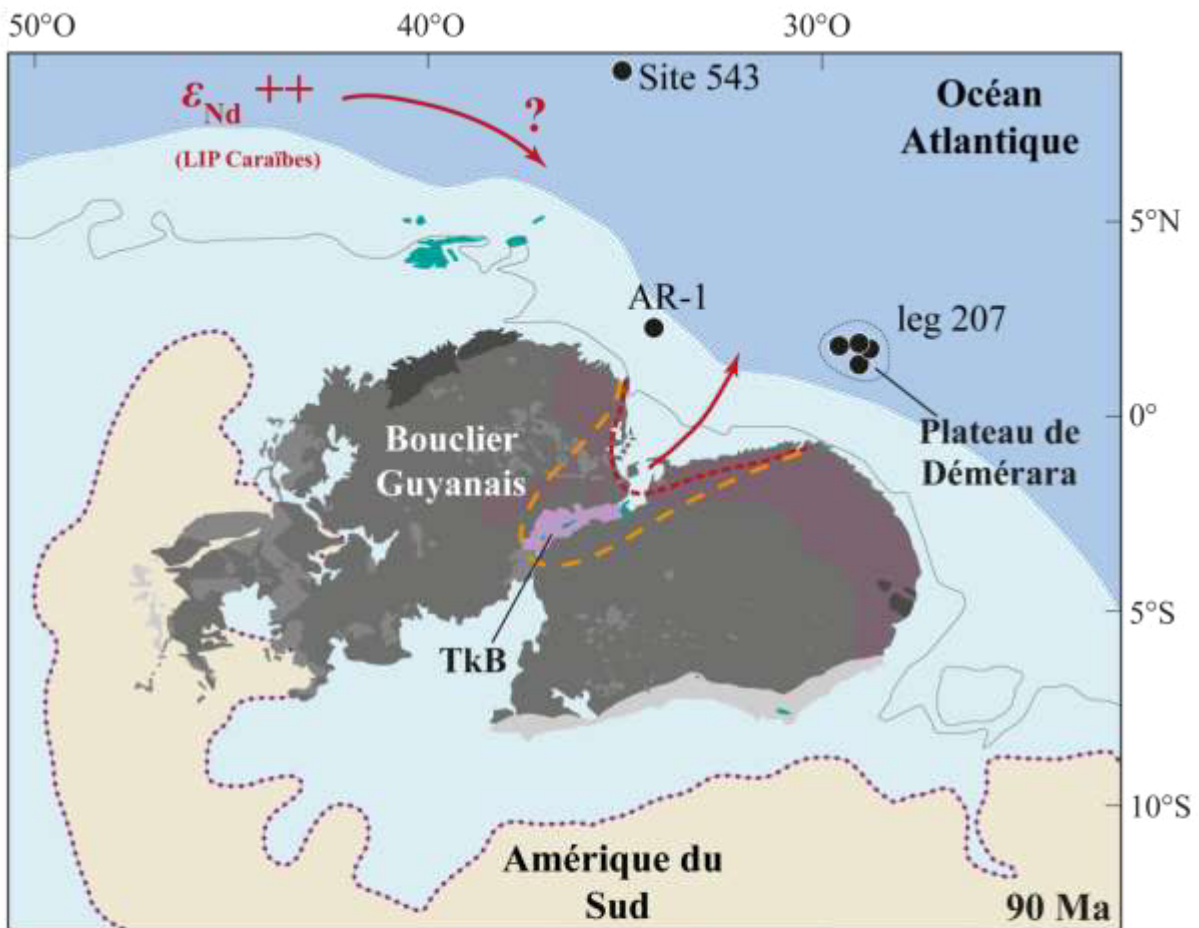 50°O
40°O
30°O
εNd ++
(LIP Caraïbes)
?
Site 543
Océan
Atlantique
5°N
AR-1
leg 207
0°
Bouclier
Guyanais
Plateau de
Démérara
5°S
TkB
10°S
Amérique du
Sud
90 Ma